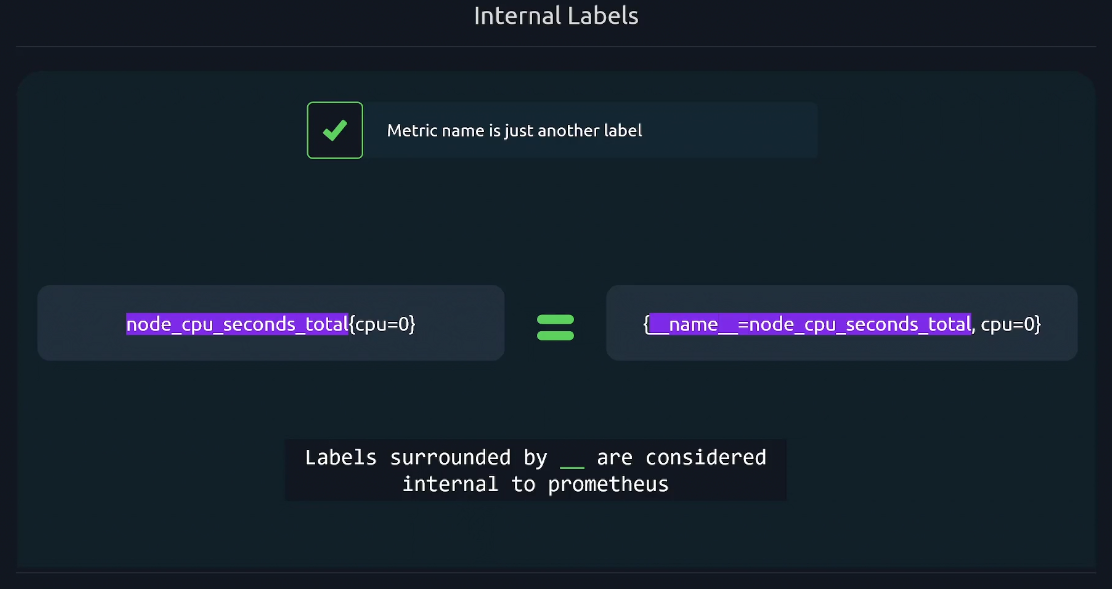 Internal Labels
Metric name is just another label
node_cpu_seconds_total{cpu=0}
{__name__=node_cpu_seconds_total, cpu=0}
Labels surrounded by __ are considered
internal to prometheus